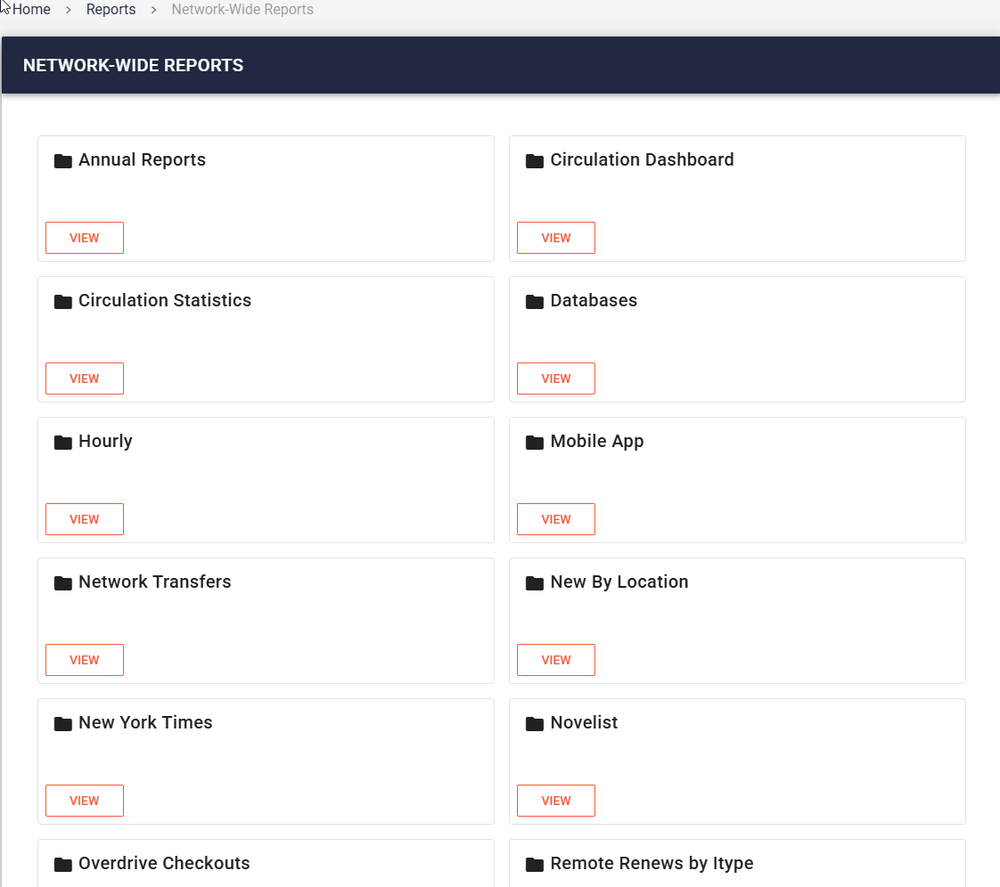 Home > Reports > Network-Wide Reports
NETWORK-WIDE REPORTS
Annual Reports
VIEW
Circulation Dashboard
VIEW
Circulation Statistics
VIEW
Databases
VIEW
Hourly
VIEW
Mobile App
VIEW
Network Transfers
VIEW
New By Location
VIEW
New York Times
VIEW
Novelist
VIEW
Overdrive Checkouts
Remote Renews by Itype